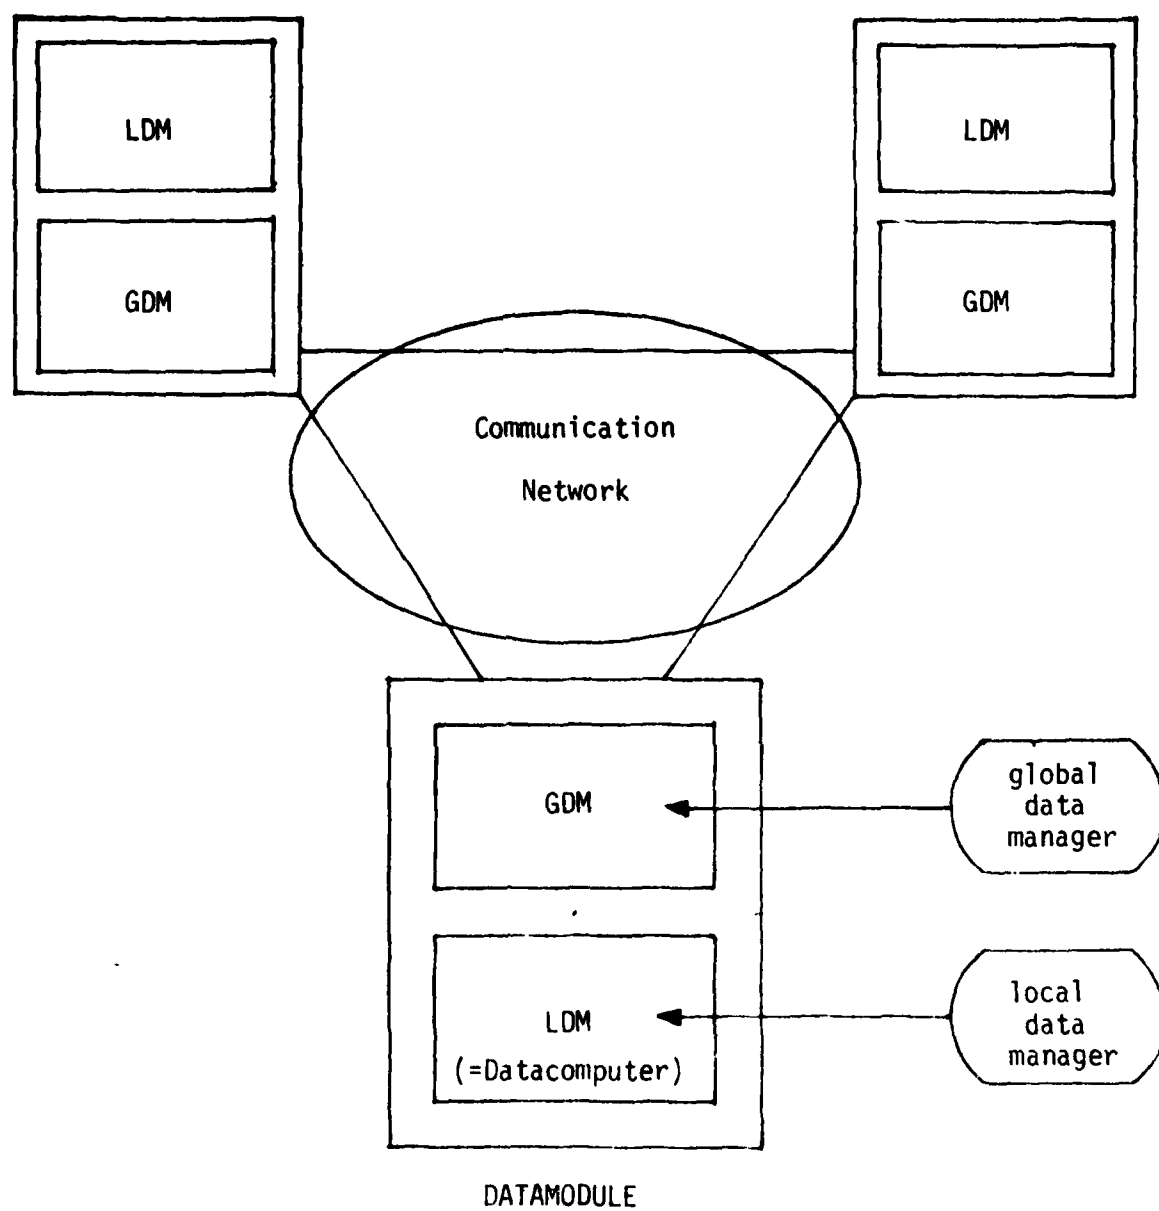 LDM
LDM
GDM
GDM
Communication
Network
GDM
global
data
manager
LDM
(=Datacomputer)
local
data
manager
DATAMODULE